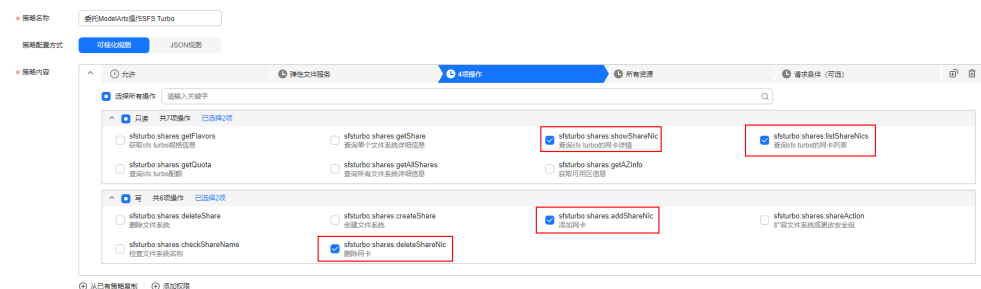 * 策略名称 委托ModelArts操作SFS Turbo
策略配置方式 可视化视图 JSON视图
* 策略内容 允许 弹性文件服务 4项操作 所有资源 请求条件（可选）
选择所有操作 请输入关键字
只读 共7项操作 已选择2项
sfsturbo:shares:getFlavors sfsturbo:shares:getShare sfsturbo:shares:showShareNic sfsturbo:shares:listShareNics
获取sfs turbo规格信息 查询单个文件系统详细信息 查询sfs turbo的网卡详情 查询sfs turbo的网卡列表
sfsturbo:shares:getQuota sfsturbo:shares:getAllShares sfsturbo:shares:getAZInfo
查询sfs turbo配额 查询所有文件系统详细信息 获取可用区信息
写 共6项操作 已选择2项
sfsturbo:shares:deleteShare sfsturbo:shares:createShare sfsturbo:shares:addShareNic sfsturbo:shares:shareAction
删除文件系统 创建文件系统 添加网卡 扩容文件系统或更改安全组
sfsturbo:shares:checkShareName sfsturbo:shares:deleteShareNic
检查文件系统名称 删除网卡
从已有策略复制 添加权限